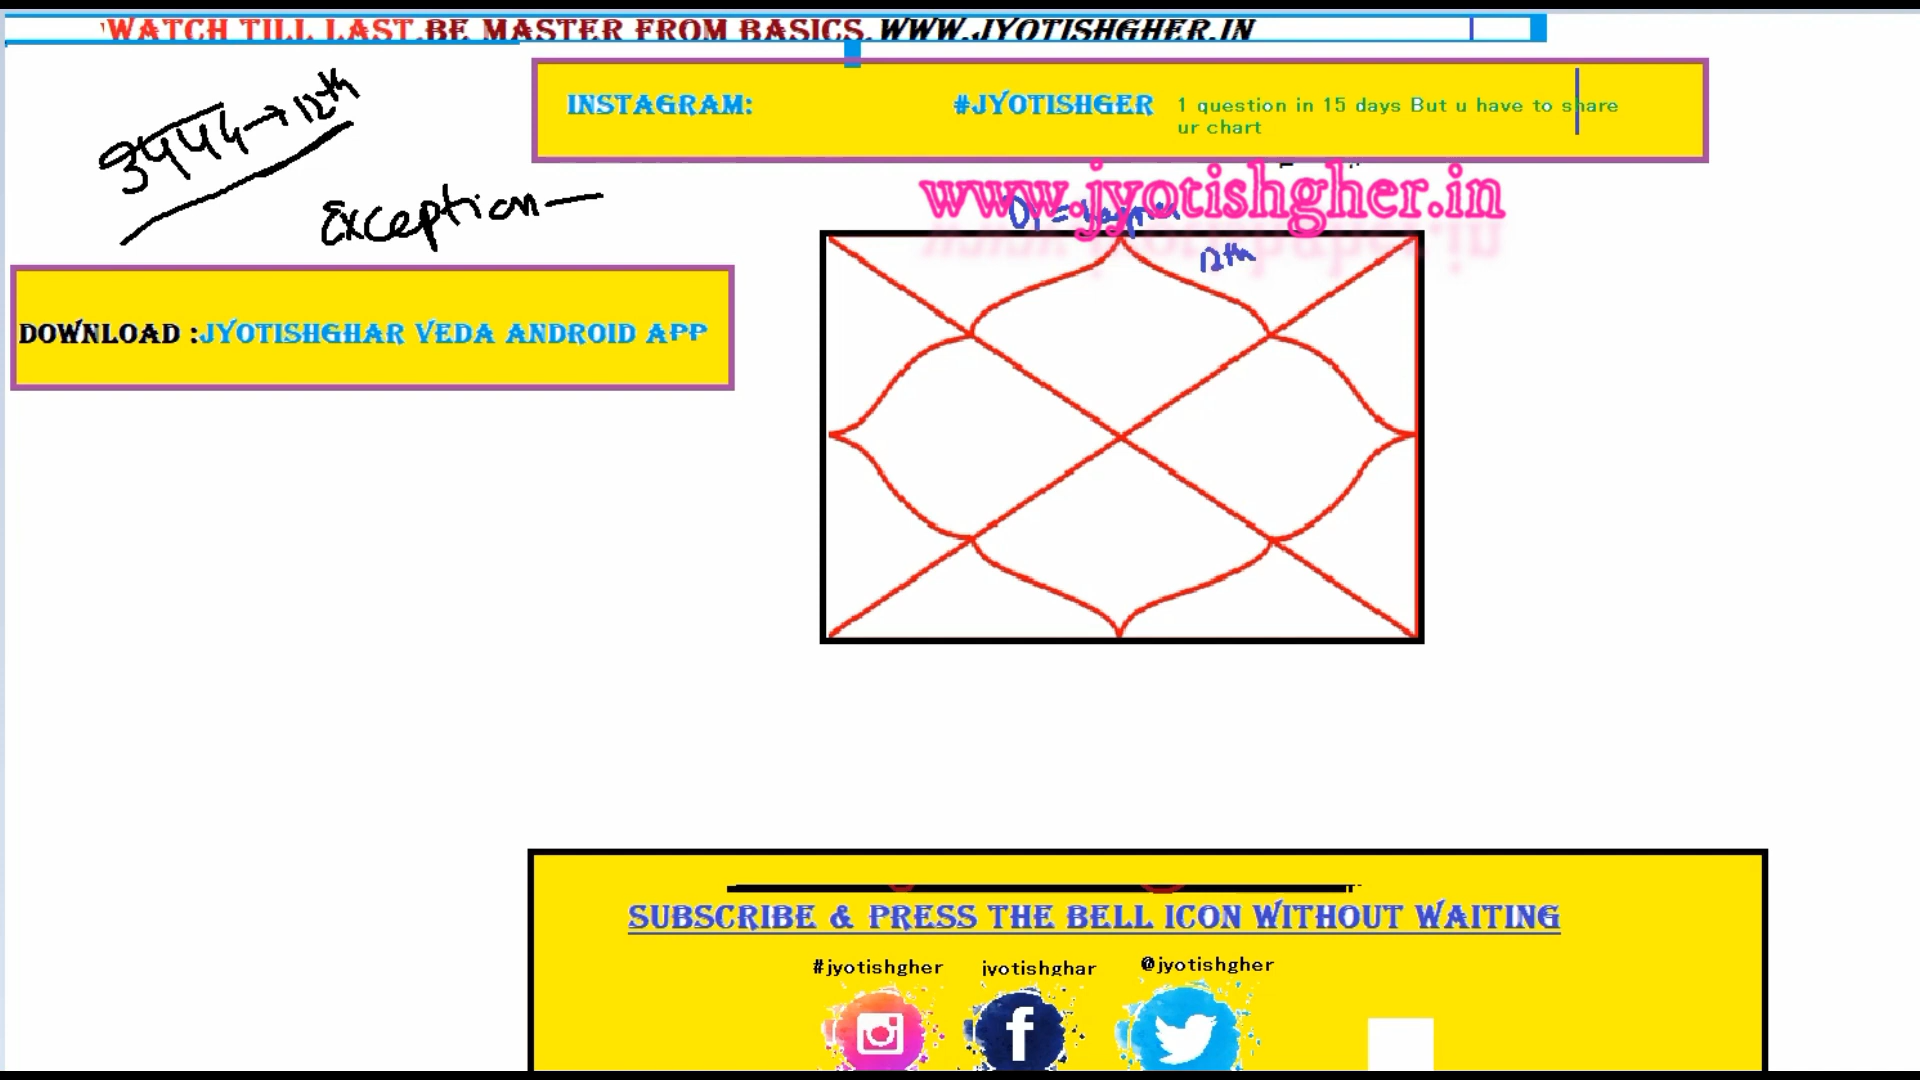 WATCH TILL LAST.BE MASTER FROM BASICS. WWW.JYOTISHGHER.IN
INSTAGRAM: #JYOTISHGER 1 question in 15 days But u have to share
ur chart
→ 12th
Exception —
www.jyotishgher.in
D1 =
12th
DOWNLOAD :JYOTISHGHAR VEDA ANDROID APP
SUBSCRIBE & PRESS THE BELL ICON WITHOUT WAITING
#jyotishgher jyotishghar @jyotishgher